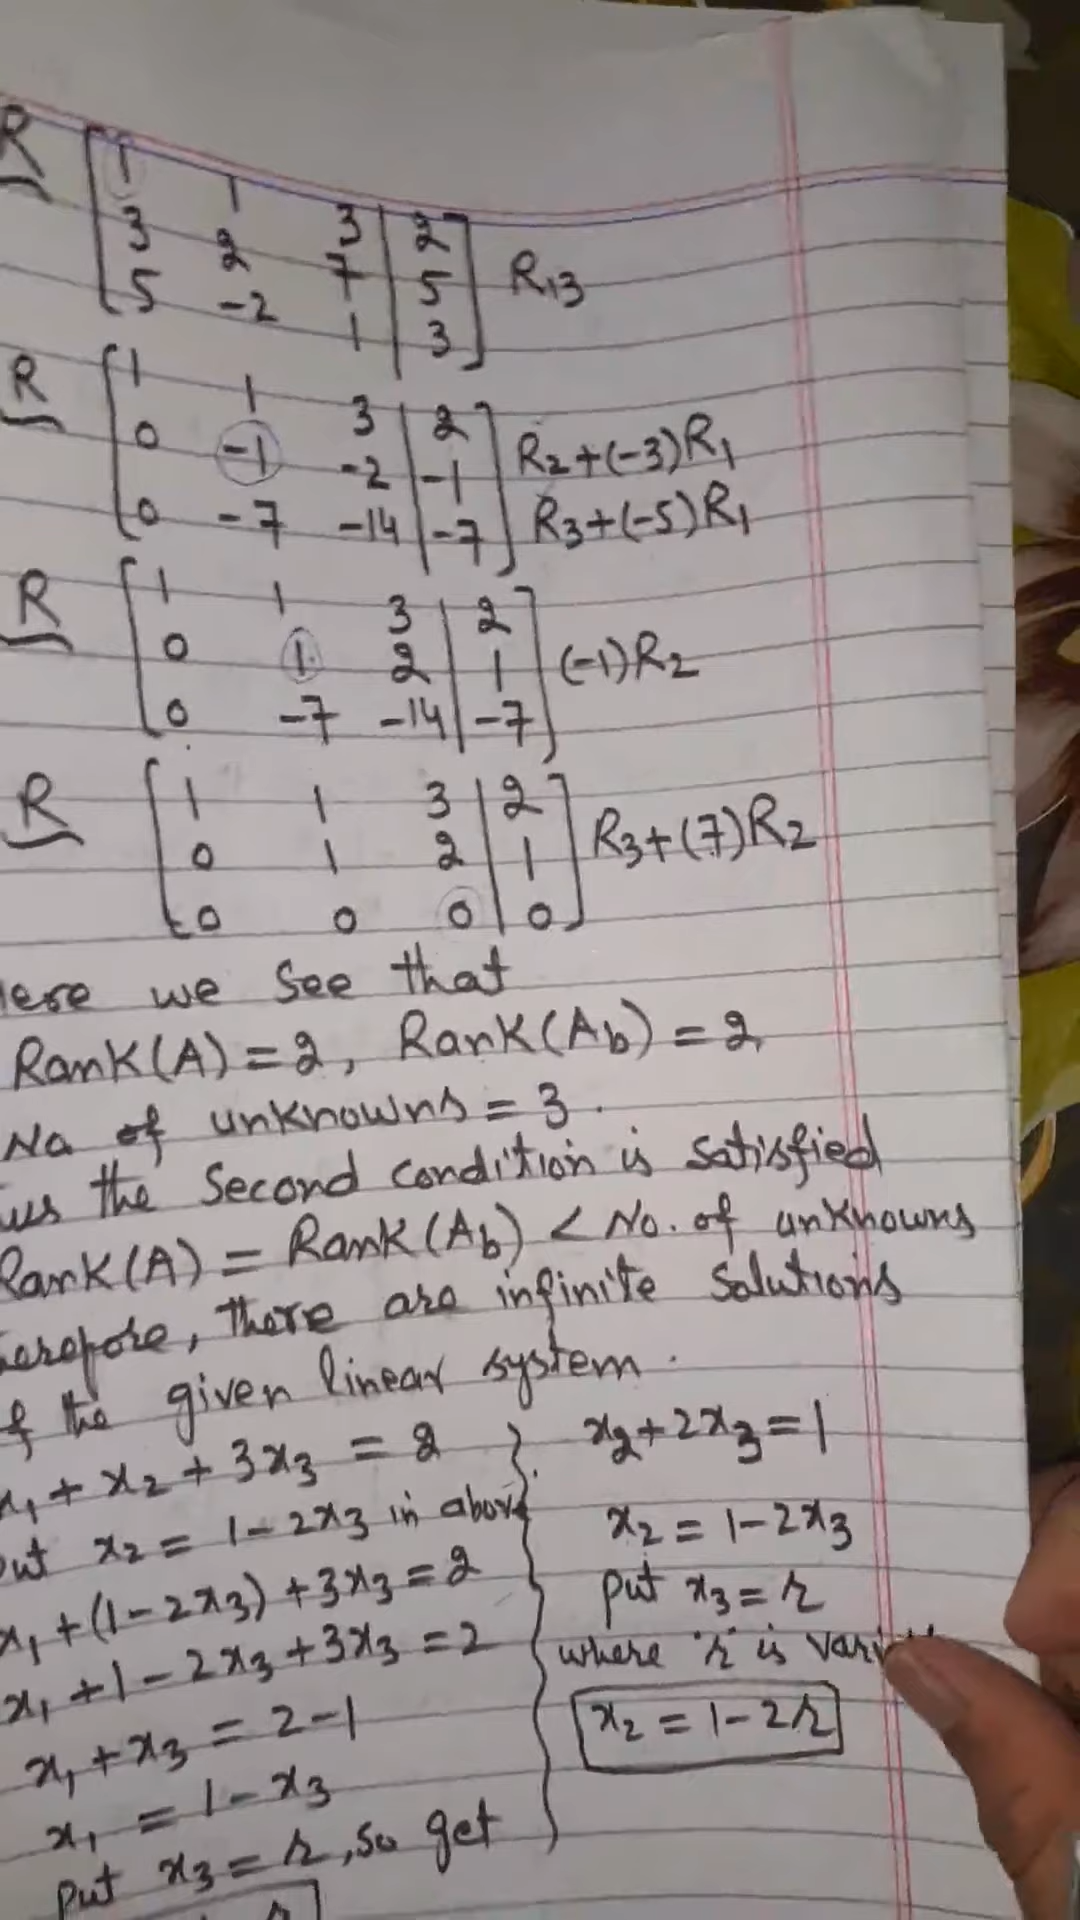 R [ 1 1 3 | 2 ]
3 2 7 | 5 R13
5 -2 1 | 3
R [ 1 1 3 | 2 ]
0 -1 -2 | -1 R2+(-3)R1
0 -7 -14 | -7 R3+(-5)R1
R [ 1 1 3 | 2 ]
0 1 2 | 1 (-1)R2
0 -7 -14 | -7
R [ 1 1 3 | 2 ]
0 1 2 | 1 R3+(7)R2
0 0 0 | 0
ere we See that
Rank(A) = 2, Rank(Ab) = 2
No of unknowns = 3.
us the Second condition is satisfied
Rank(A) = Rank(Ab) < No. of unknowns
erefore, there are infinite Solutions
f the given linear system.
x1 + x2 + 3x3 = 2
ut x2 = 1-2x3 in above
x1 + (1-2x3) + 3x3 = 2
x1 + 1 - 2x3 + 3x3 = 2
x1 + x3 = 2-1
x1 = 1-x3
put x3 = r, so get
x2 + 2x3 = 1
x2 = 1-2x3
put x3 = r
where 'r' is vari
x2 = 1-2r